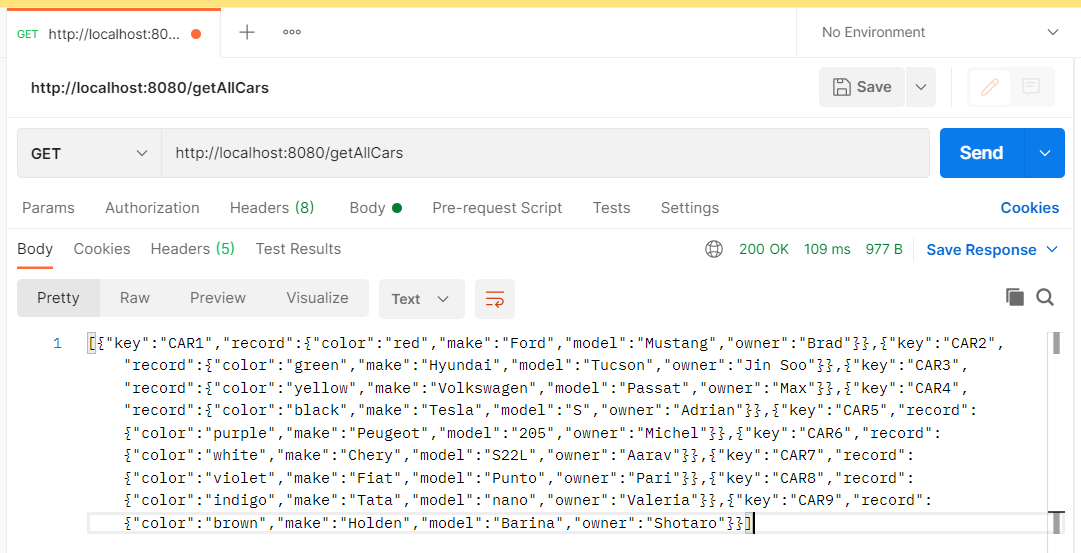 GET http://localhost:80... No Environment
http://localhost:8080/getAllCars Save
GET http://localhost:8080/getAllCars Send
Params Authorization Headers (8) Body Pre-request Script Tests Settings Cookies
Body Cookies Headers (5) Test Results 200 OK 109 ms 977 B Save Response
Pretty Raw Preview Visualize Text
1 [{"key":"CAR1","record":{"color":"red","make":"Ford","model":"Mustang","owner":"Brad"}},{"key":"CAR2",
"record":{"color":"green","make":"Hyundai","model":"Tucson","owner":"Jin Soo"}},{"key":"CAR3",
"record":{"color":"yellow","make":"Volkswagen","model":"Passat","owner":"Max"}},{"key":"CAR4",
"record":{"color":"black","make":"Tesla","model":"S","owner":"Adrian"}},{"key":"CAR5","record":
{"color":"purple","make":"Peugeot","model":"205","owner":"Michel"}},{"key":"CAR6","record":
{"color":"white","make":"Chery","model":"S22L","owner":"Aarav"}},{"key":"CAR7","record":
{"color":"violet","make":"Fiat","model":"Punto","owner":"Pari"}},{"key":"CAR8","record":
{"color":"indigo","make":"Tata","model":"nano","owner":"Valeria"}},{"key":"CAR9","record":
{"color":"brown","make":"Holden","model":"Barina","owner":"Shotaro"}}]